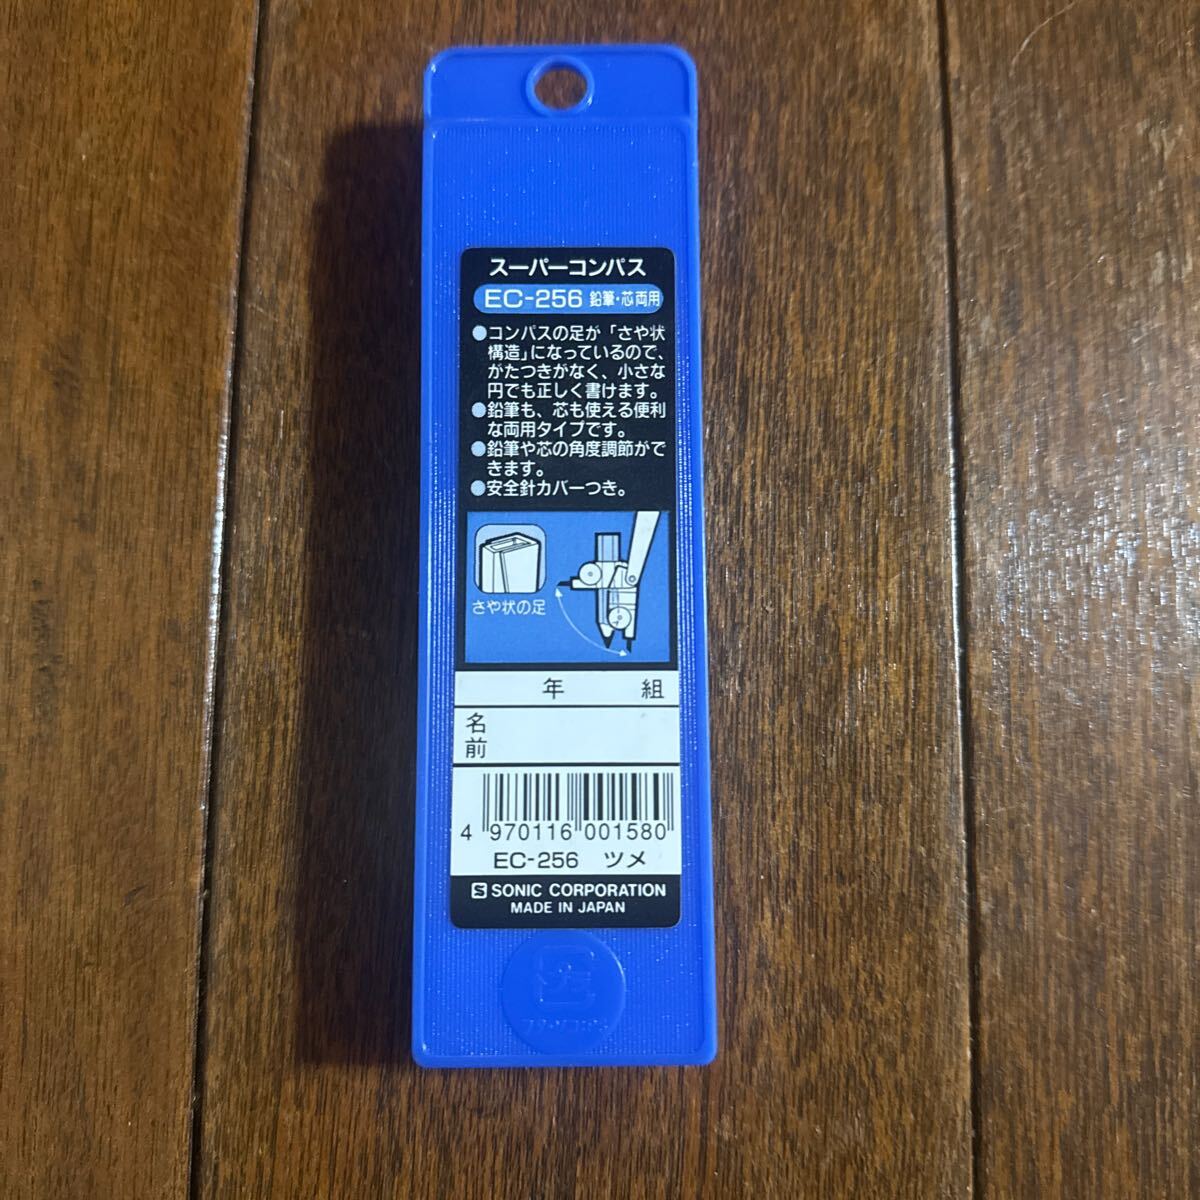 スーパーコンパス
EC-256 鉛筆・芯両用
●コンパスの足が「さや状
構造」になっているので、
がたつきがなく、小さな
円でも正しく書けます。
●鉛筆も、芯も使える便利
な両用タイプです。
●鉛筆や芯の角度調節がで
きます。
●安全針カバーつき。
さや状の足
年 組
名
前
4 970116 001580
EC-256 ツメ
SONIC CORPORATION
MADE IN JAPAN